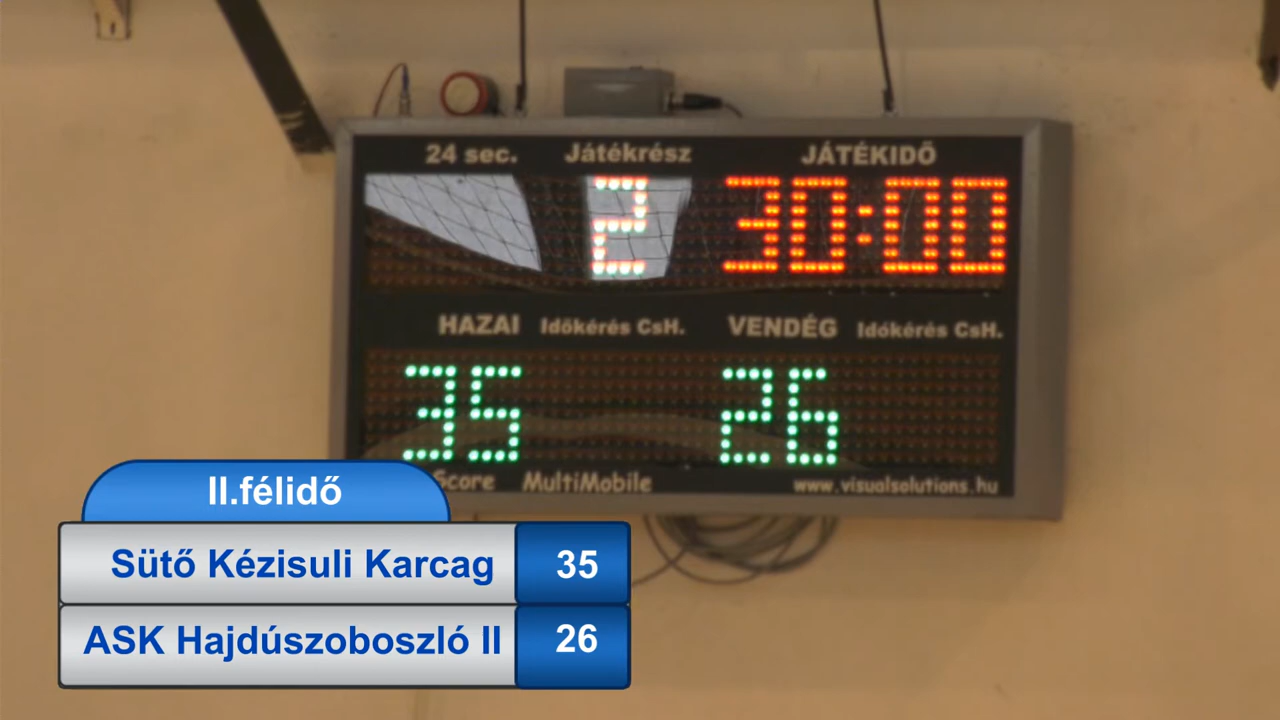 24 sec. Játékrész JÁTÉKIDŐ
2 30:00
HAZAI Időkérés CsH. VENDÉG Időkérés CsH.
35 26
Score MultiMobile www.visualsolutions.hu
II.félidő
Sütő Kézisuli Karcag 35
ASK Hajdúszoboszló II 26